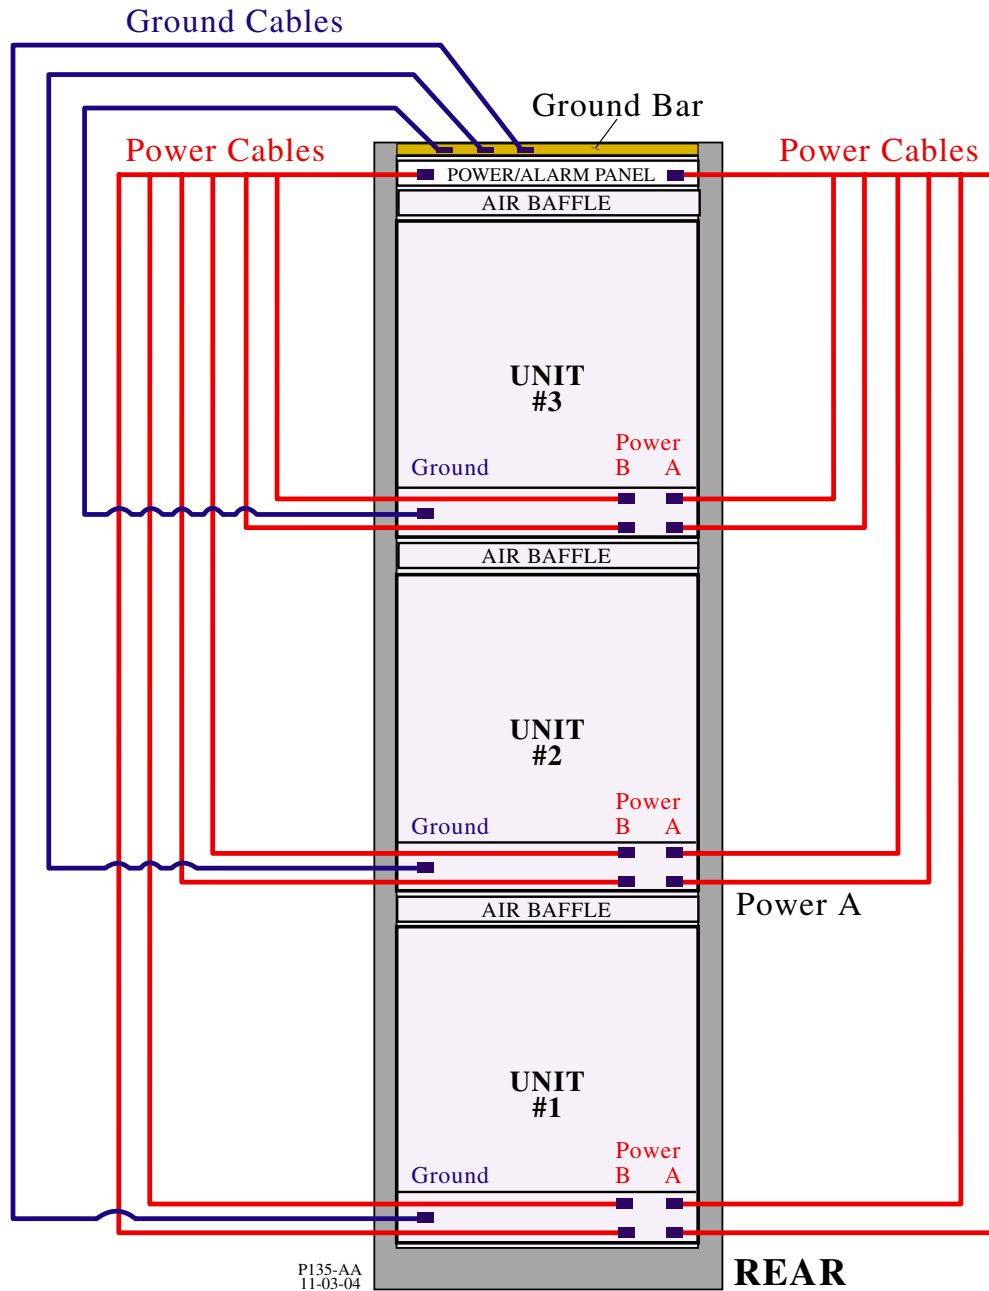 Ground Cables
Ground Bar
Power Cables
Power Cables
POWER/ALARM PANEL
AIR BAFFLE
UNIT
#3
Power
Ground
B A
AIR BAFFLE
UNIT
#2
Power
Ground
B A
Power A
AIR BAFFLE
UNIT
#1
Power
Ground
B A
P135-AA
11-03-04
REAR